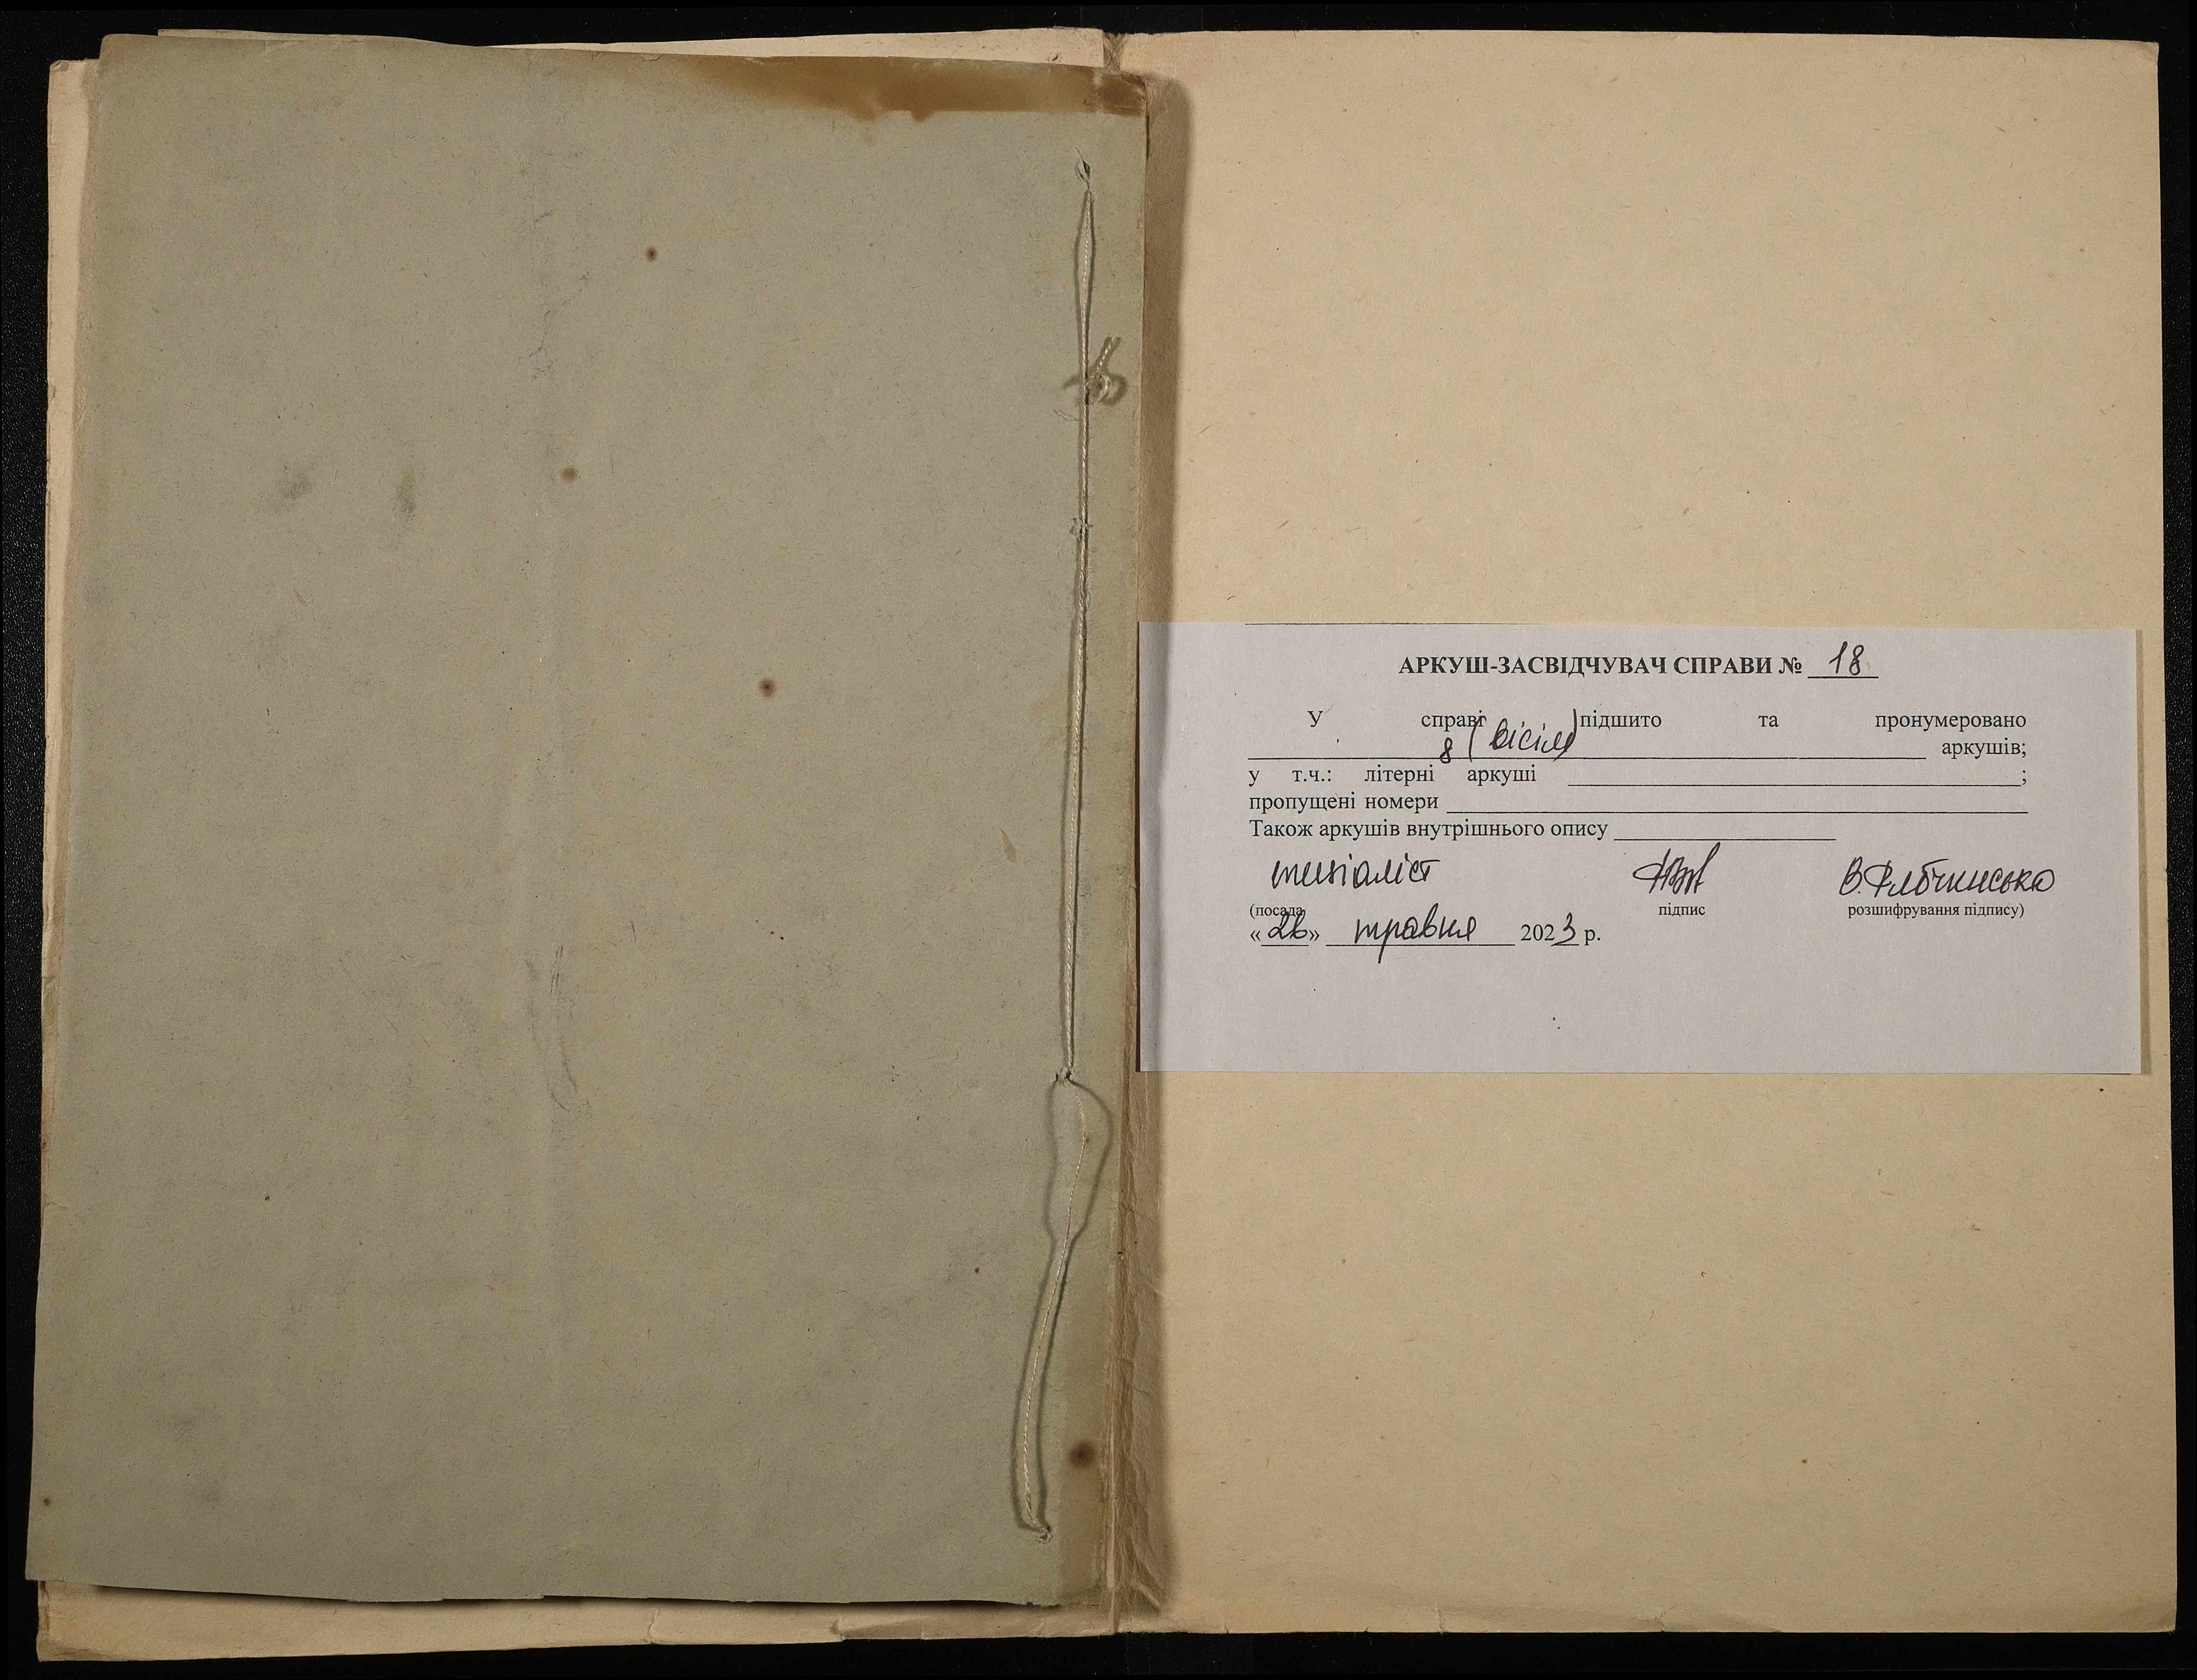 АРКУШ-ЗАСВІДЧУВАЧ СПРАВИ № 18
У справі підшито та пронумеровано
8 (вісім) аркушів;
у т.ч.: літерні аркуші ;
пропущені номери
Також аркушів внутрішнього опису
спеціаліст
(посада підпис розшифрування підпису)
«26» травня 2023 р.